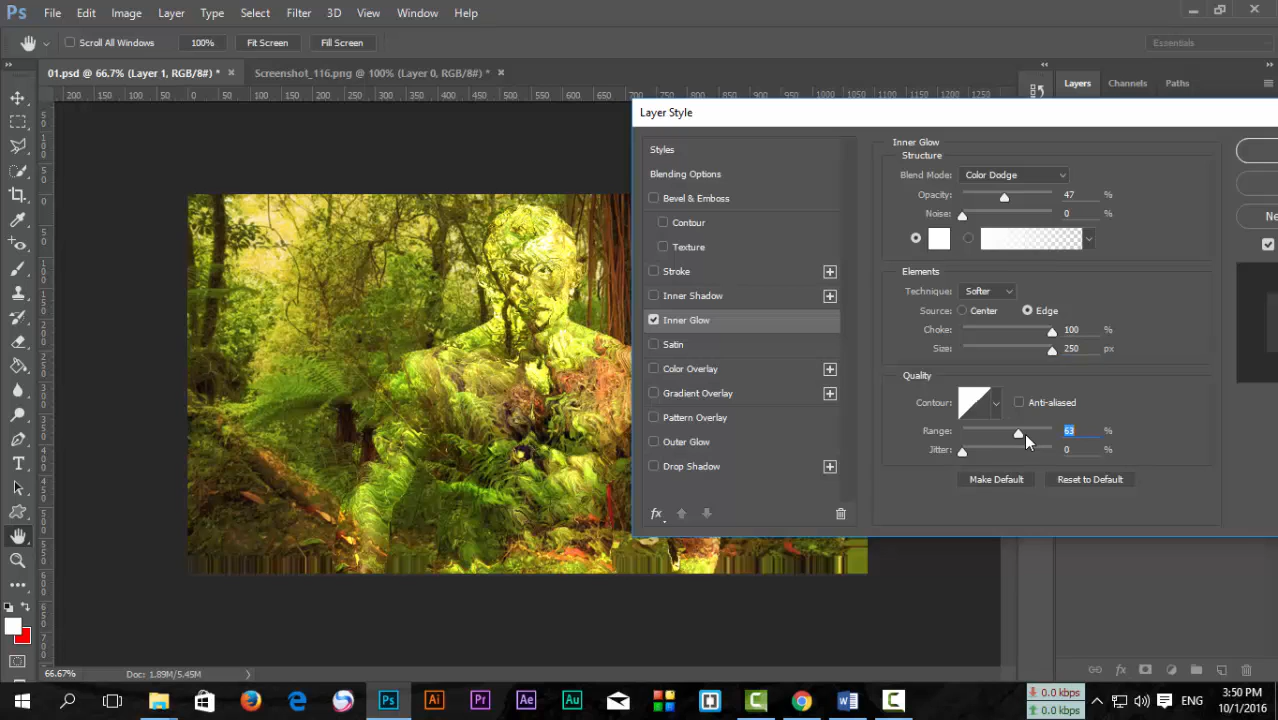 Ps File Edit Image Layer Type Select Filter 3D View Window Help
Scroll All Windows 100% Fit Screen Fill Screen Essentials
01.psd @ 66.7% (Layer 1, RGB/8#) * × Screenshot_116.png @ 100% (Layer 0, RGB/8#) * × Layers Channels Paths
200 150 100 50 0 50 100 150 200 250 300 350 400 450 500 550 600 650 700 750 800 850 900 950 1000 1050 1100 1150 1200 1250
Layer Style
Styles
Blending Options
Bevel & Emboss
Contour
Texture
Stroke
Inner Shadow
Inner Glow
Satin
Color Overlay
Gradient Overlay
Pattern Overlay
Outer Glow
Drop Shadow
fx
Inner Glow
Structure
Blend Mode: Color Dodge
Opacity: 47 %
Noise: 0 %
Ne
Elements
Technique: Softer
Source: Center Edge
Choke: 100 %
Size: 250 px
Quality
Contour: Anti-aliased
Range: 63 %
Jitter: 0 %
Make Default Reset to Default
66.67% Doc: 1.89M/5.45M
fx
Ps Ai Pr Ae Au
0.0 kbps
0.0 kbps
ENG
3:50 PM
10/1/2016